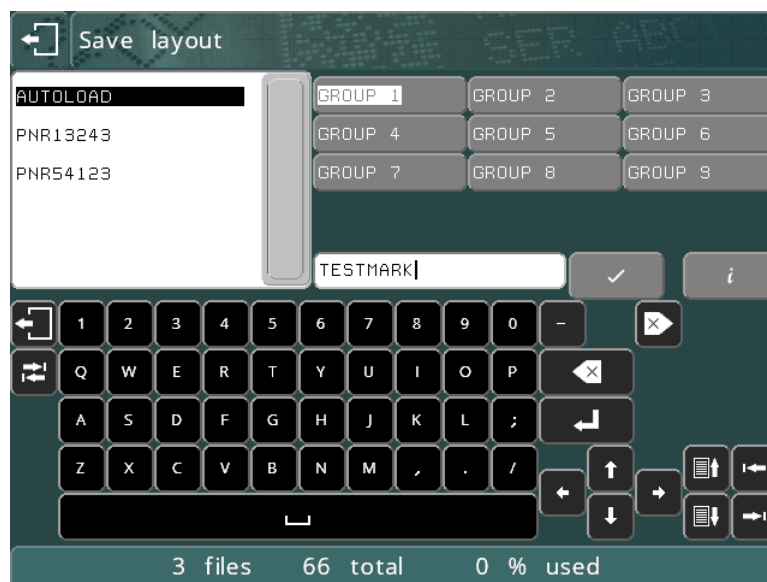 Save layout
AUTOLOAD
PNR13243
PNR54123
GROUP 1 GROUP 2 GROUP 3
GROUP 4 GROUP 5 GROUP 6
GROUP 7 GROUP 8 GROUP 9
TESTMARK
i
1 2 3 4 5 6 7 8 9 0 -
Q W E R T Y U I O P
A S D F G H J K L ;
Z X C V B N M , . /
3 files 66 total 0 % used